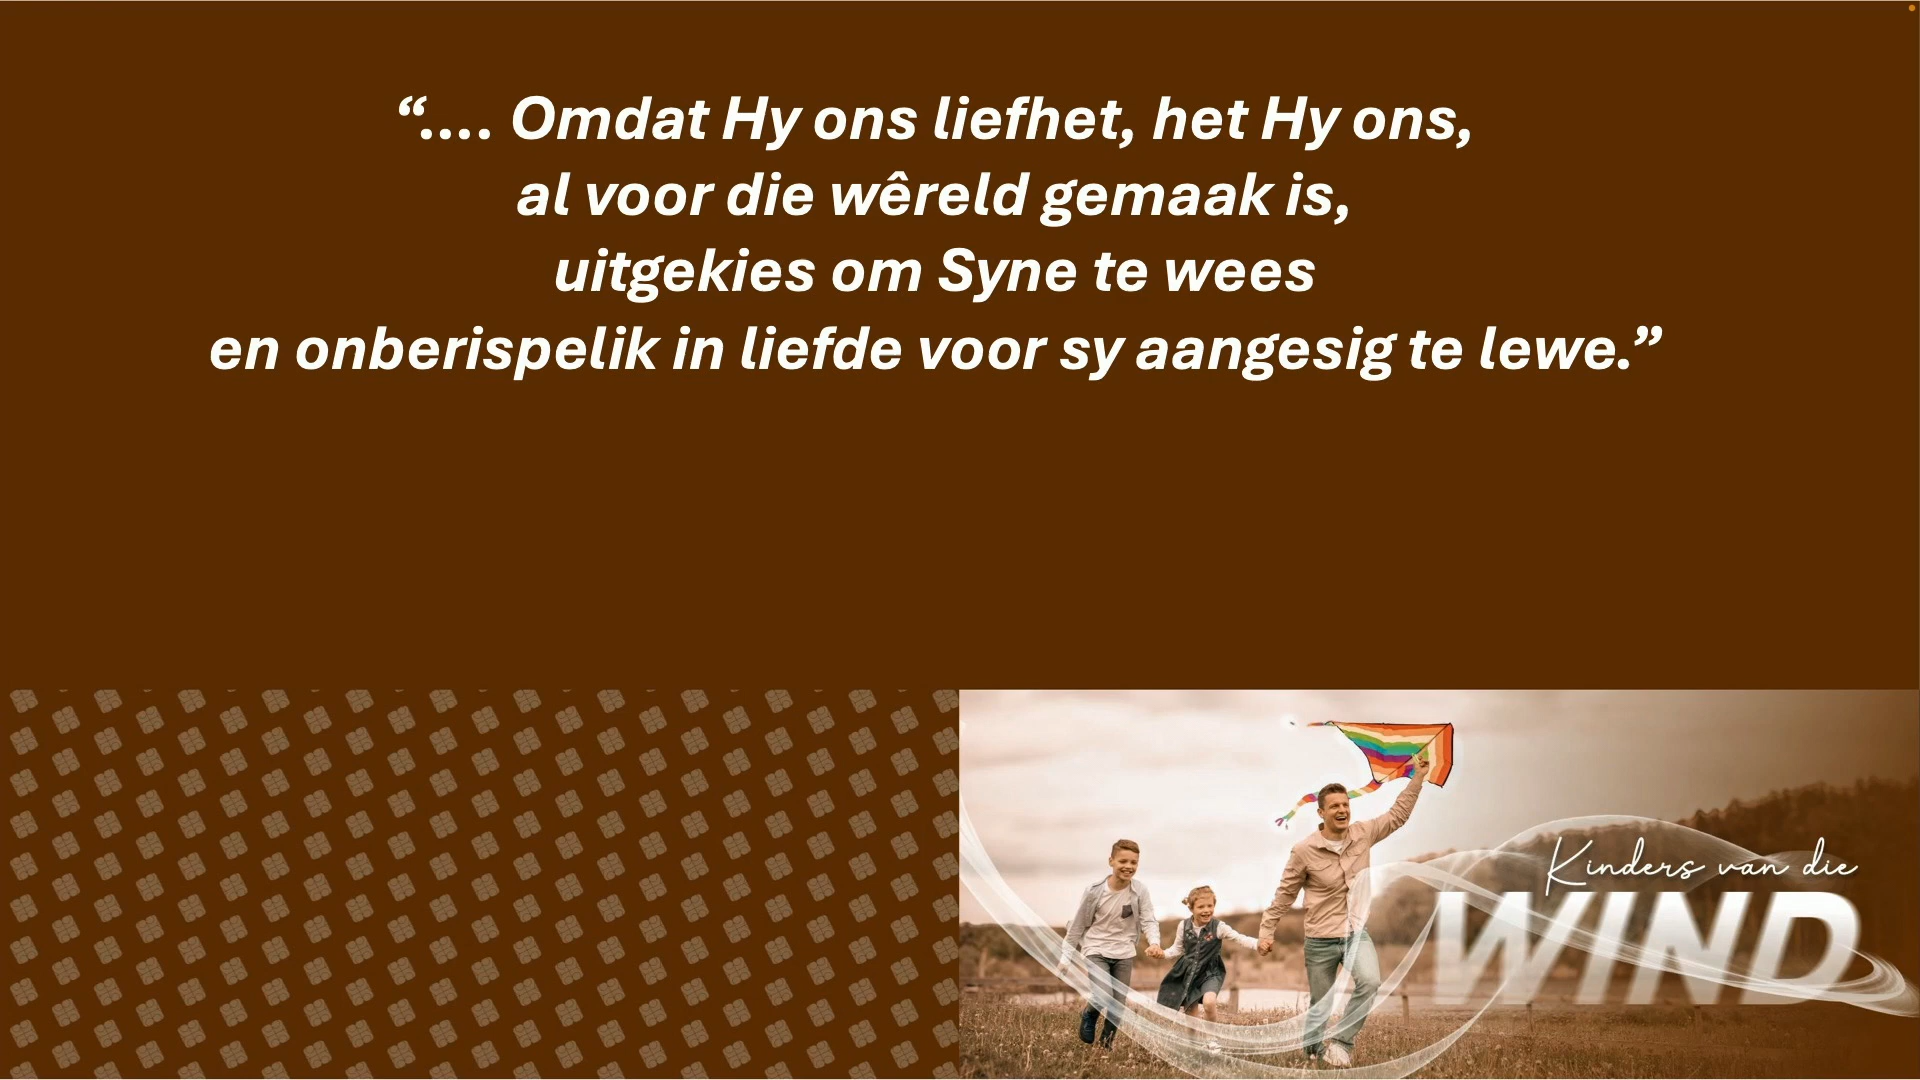 “.... Omdat Hy ons liefhet, het Hy ons,
al voor die wêreld gemaak is,
uitgekies om Syne te wees
en onberispelik in liefde voor sy aangesig te lewe.”
Kinders van die
WIND